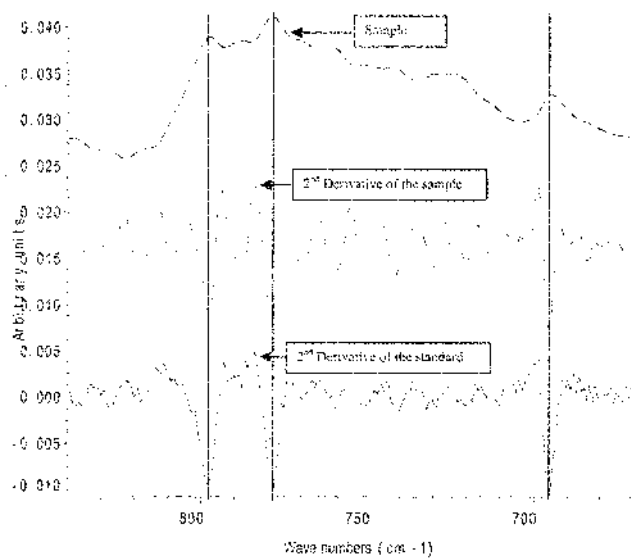 0.040
Sample
0.035
0.030
0.025
2nd Derivative of the sample
0.020
0.015
0.010
Arbitrary units
0.005
2nd Derivative of the standard
0.000
-0.005
-0.010
800
750
700
Wave numbers (cm -1)